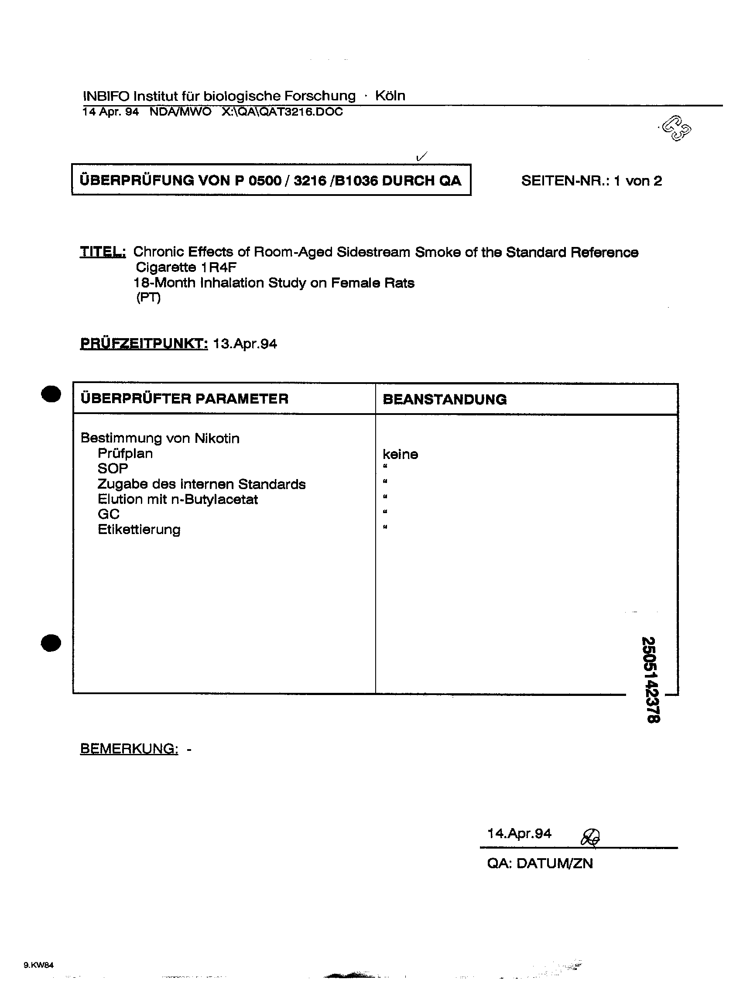 INBIFO Institut für biologische Forschung · Köln
14 Apr. 94 NDA/MWO X:\QA\QAT3216.DOC
ÜBERPRÜFUNG VON P 0500 / 3216 /B1036 DURCH QA
SEITEN-NR.: 1 von 2
TITEL: Chronic Effects of Room-Aged Sidestream Smoke of the Standard Reference
Cigarette 1R4F
18-Month Inhalation Study on Female Rats
(PT)
PRÜFZEITPUNKT: 13.Apr.94
ÜBERPRÜFTER PARAMETER BEANSTANDUNG
Bestimmung von Nikotin
Prüfplan keine
SOP "
Zugabe des internen Standards "
Elution mit n-Butylacetat "
GC "
Etikettierung "
2505142378
BEMERKUNG: -
14.Apr.94
QA: DATUM/ZN
9.KW84